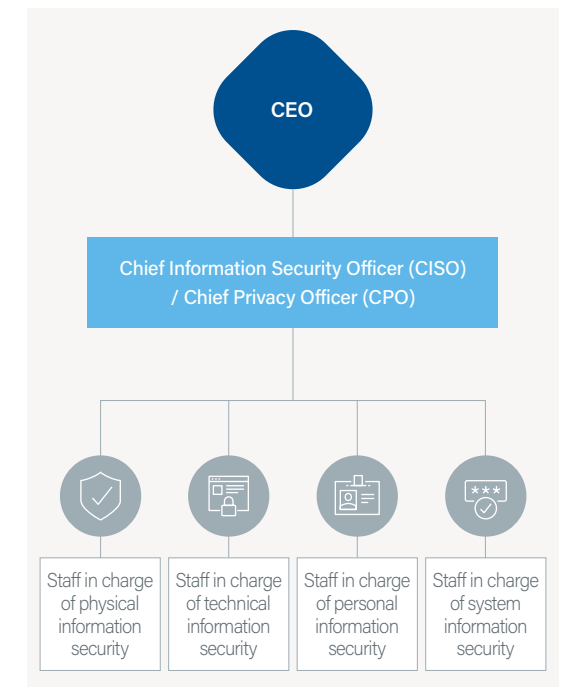 CEO
Chief Information Security Officer (CISO)
/ Chief Privacy Officer (CPO)
***
Staff in charge
of physical
information
security
Staff in charge
of technical
information
security
Staff in charge
of personal
information
security
Staff in charge
of system
information
security